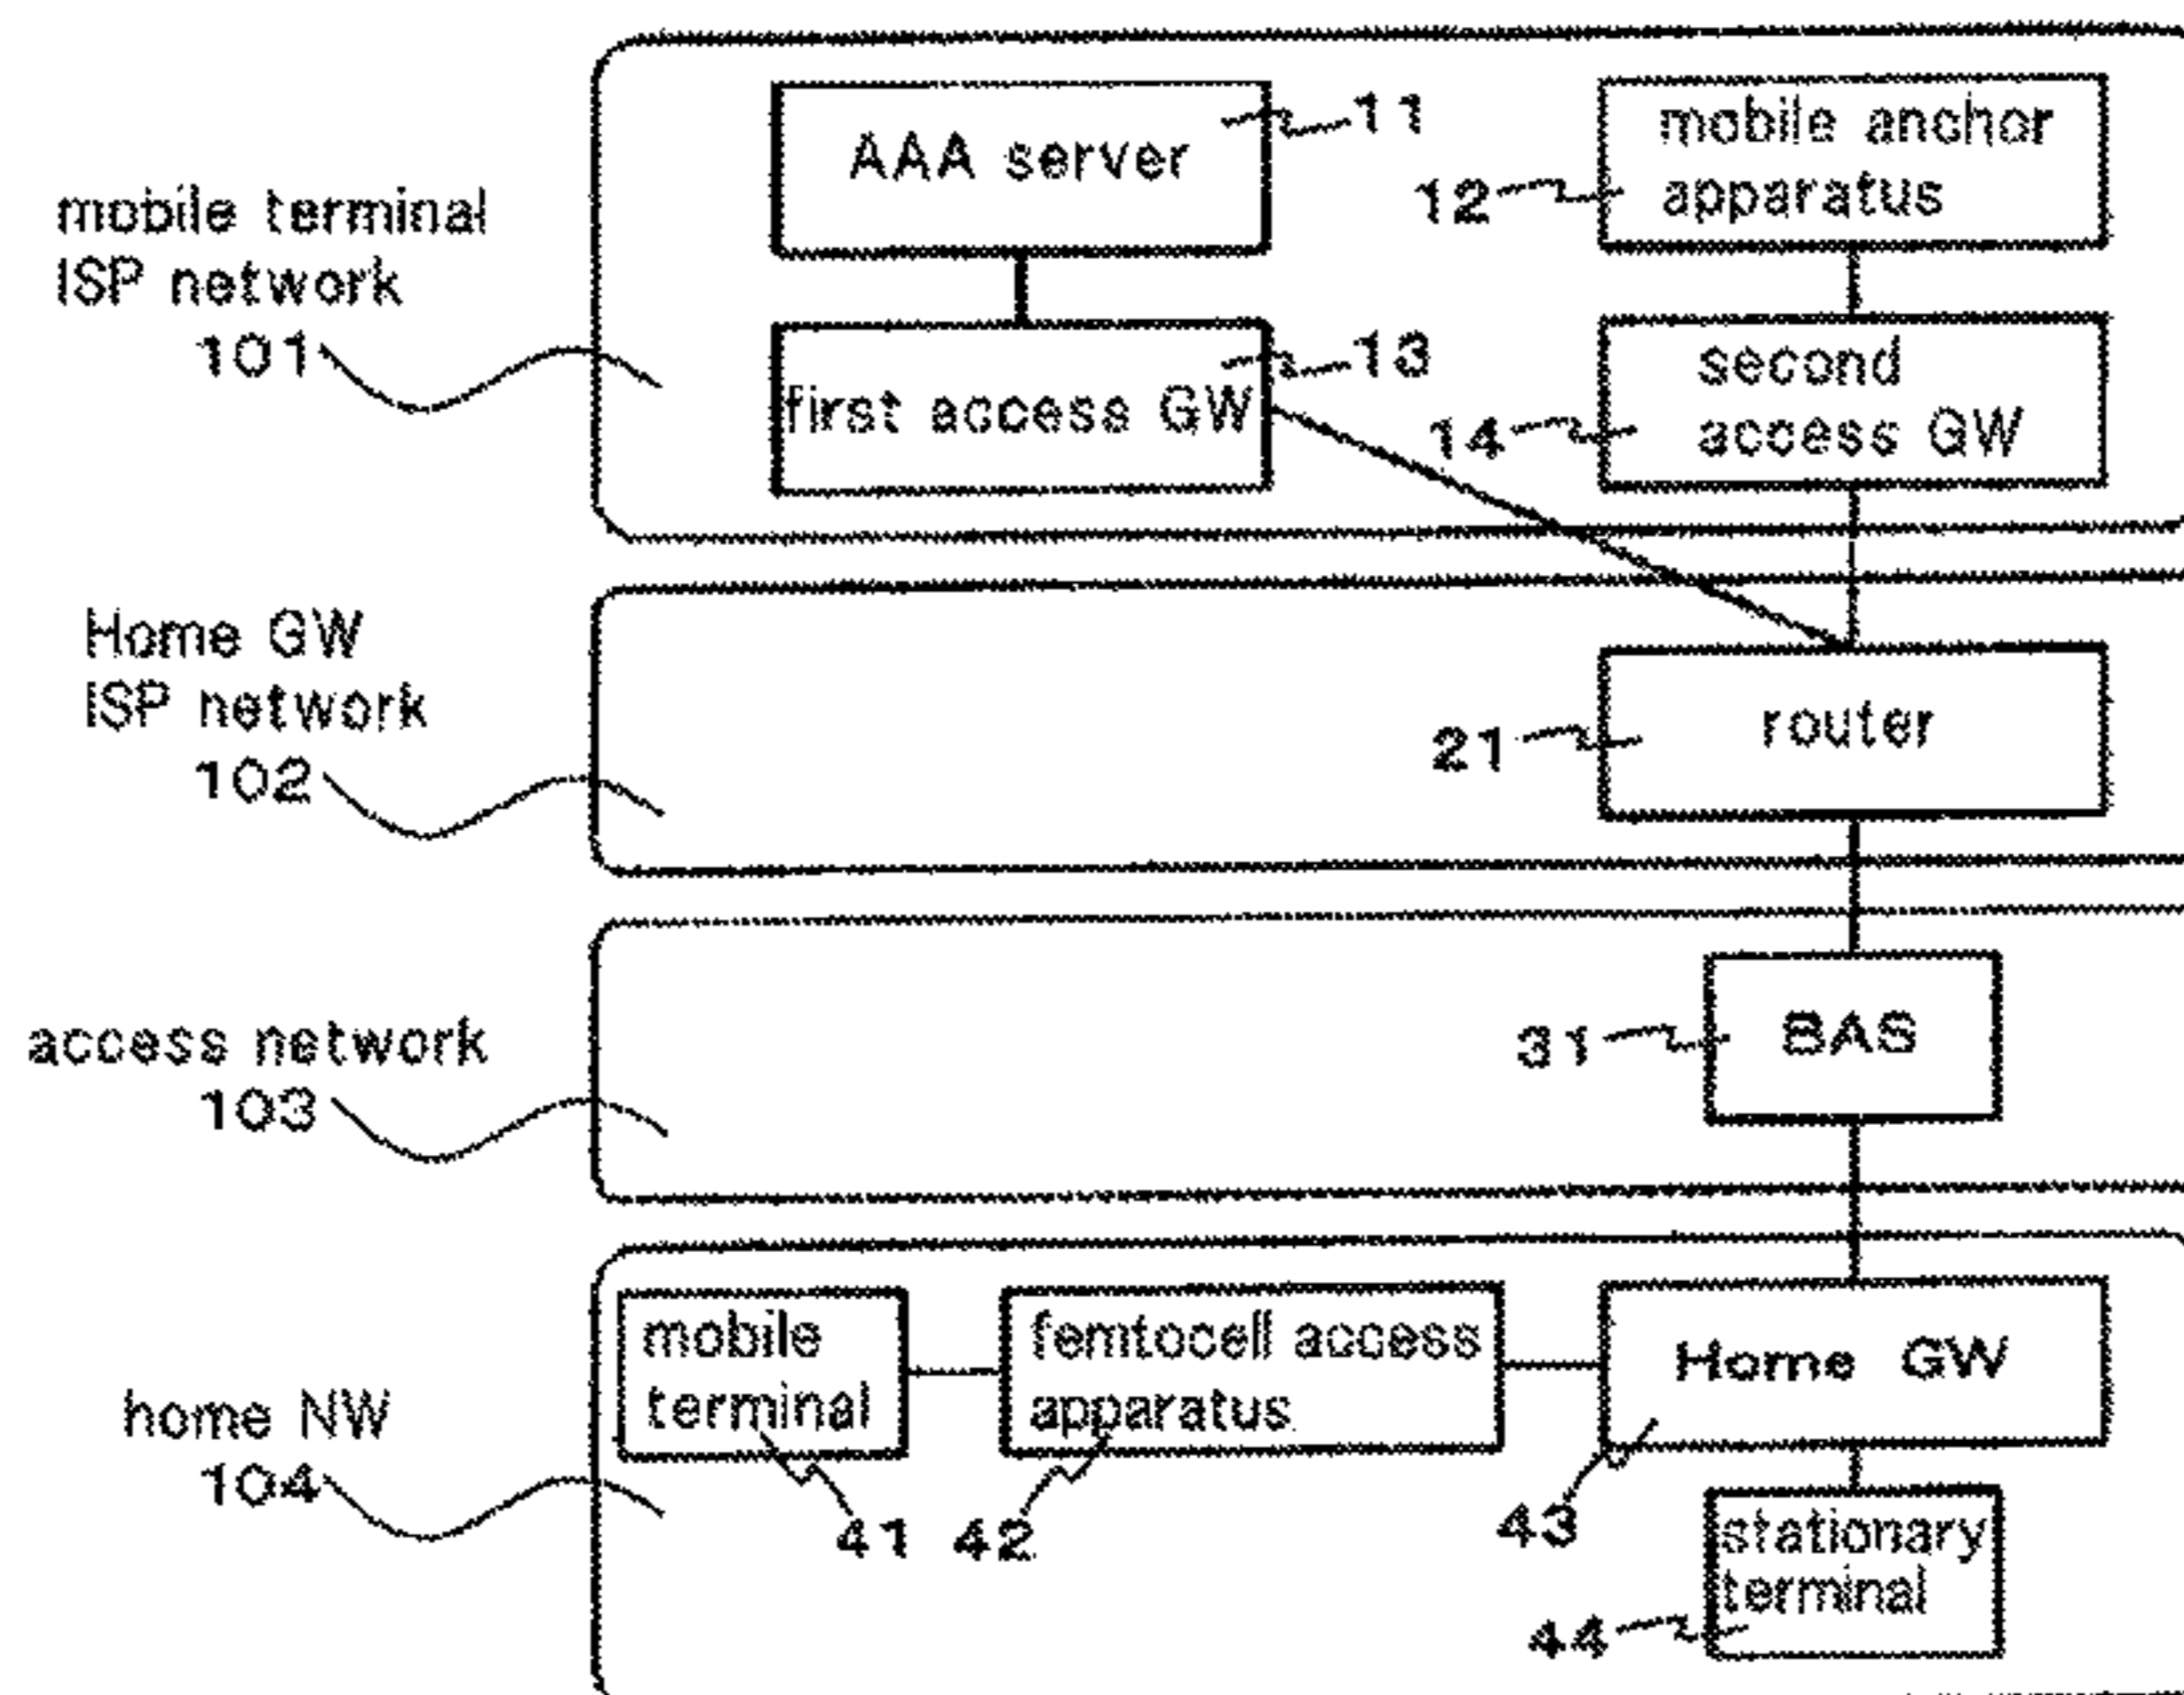 mobile terminal
ISP network
101
AAA server
11
mobile anchor
apparatus
12
first access GW
13
second
access GW
14
Home GW
ISP network
102
router
21
access network
103
BAS
31
home NW
104
mobile
terminal
41
femtocell access
apparatus
42
Home GW
43
stationary
terminal
44